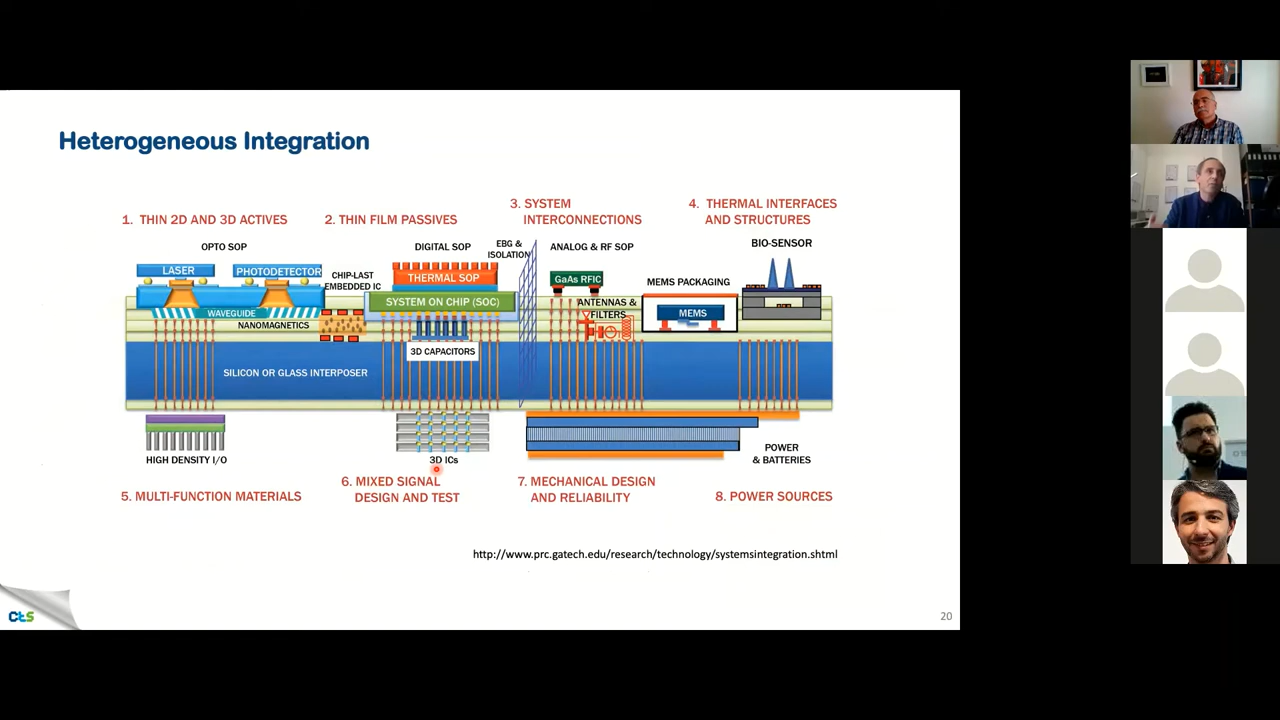 Heterogeneous Integration
1. THIN 2D AND 3D ACTIVES
2. THIN FILM PASSIVES
3. SYSTEM
INTERCONNECTIONS
4. THERMAL INTERFACES
AND STRUCTURES
OPTO SOP
DIGITAL SOP
EBG &
ISOLATION
ANALOG & RF SOP
BIO-SENSOR
LASER
PHOTODETECTOR
CHIP-LAST
EMBEDDED IC
THERMAL SOP
GaAs RFIC
MEMS PACKAGING
SYSTEM ON CHIP (SOC)
ANTENNAS &
FILTERS
MEMS
WAVEGUIDE
NANOMAGNETICS
3D CAPACITORS
SILICON OR GLASS INTERPOSER
HIGH DENSITY I/O
3D ICs
POWER
& BATTERIES
5. MULTI-FUNCTION MATERIALS
6. MIXED SIGNAL
DESIGN AND TEST
7. MECHANICAL DESIGN
AND RELIABILITY
8. POWER SOURCES
http://www.prc.gatech.edu/research/technology/systemsintegration.shtml
cts
20